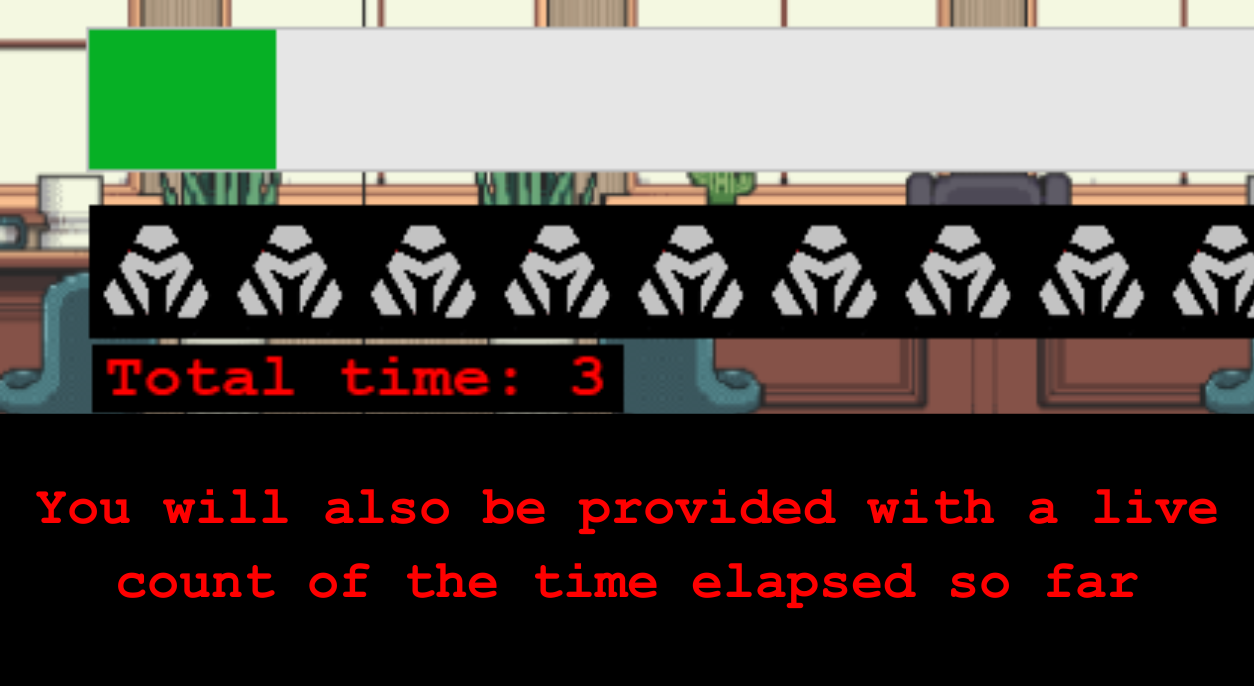 Total time: 3
You will also be provided with a live
count of the time elapsed so far